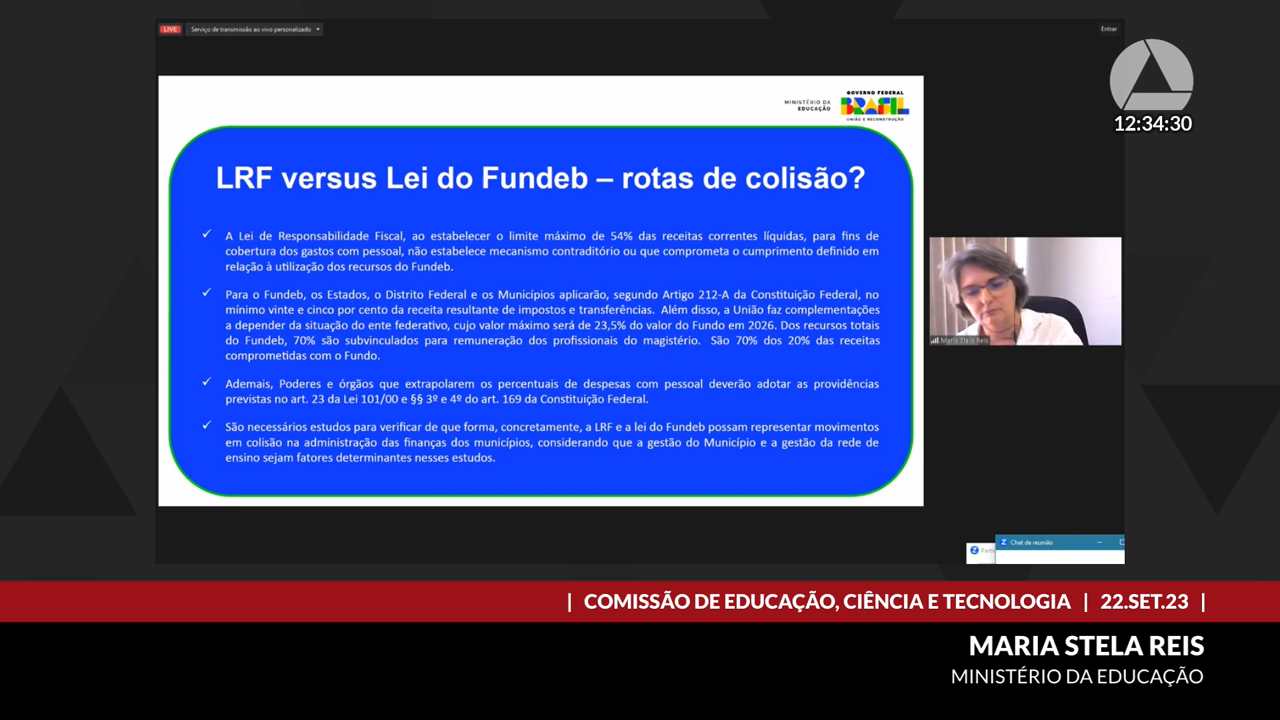 LIVE
Serviço de transmissão ao vivo personalizado
Entrar
12:34:30
MINISTÉRIO DA
EDUCAÇÃO
GOVERNO FEDERAL
BRASIL
UNIÃO E RECONSTRUÇÃO
LRF versus Lei do Fundeb – rotas de colisão?
✓ A Lei de Responsabilidade Fiscal, ao estabelecer o limite máximo de 54% das receitas correntes líquidas, para fins de
cobertura dos gastos com pessoal, não estabelece mecanismo contraditório ou que comprometa o cumprimento definido em
relação à utilização dos recursos do Fundeb.
✓ Para o Fundeb, os Estados, o Distrito Federal e os Municípios aplicarão, segundo Artigo 212-A da Constituição Federal, no
mínimo vinte e cinco por cento da receita resultante de impostos e transferências. Além disso, a União faz complementações
a depender da situação do ente federativo, cujo valor máximo será de 23,5% do valor do Fundo em 2026. Dos recursos totais
do Fundeb, 70% são subvinculados para remuneração dos profissionais do magistério. São 70% dos 20% das receitas
comprometidas com o Fundo.
✓ Ademais, Poderes e órgãos que extrapolarem os percentuais de despesas com pessoal deverão adotar as providências
previstas no art. 23 da Lei 101/00 e §§ 3º e 4º do art. 169 da Constituição Federal.
✓ São necessários estudos para verificar de que forma, concretamente, a LRF e a lei do Fundeb possam representar movimentos
em colisão na administração das finanças dos municípios, considerando que a gestão do Município e a gestão da rede de
ensino sejam fatores determinantes nesses estudos.
Maria Stela Reis
Chat de reunião
| COMISSÃO DE EDUCAÇÃO, CIÊNCIA E TECNOLOGIA | 22.SET.23 |
MARIA STELA REIS
MINISTÉRIO DA EDUCAÇÃO